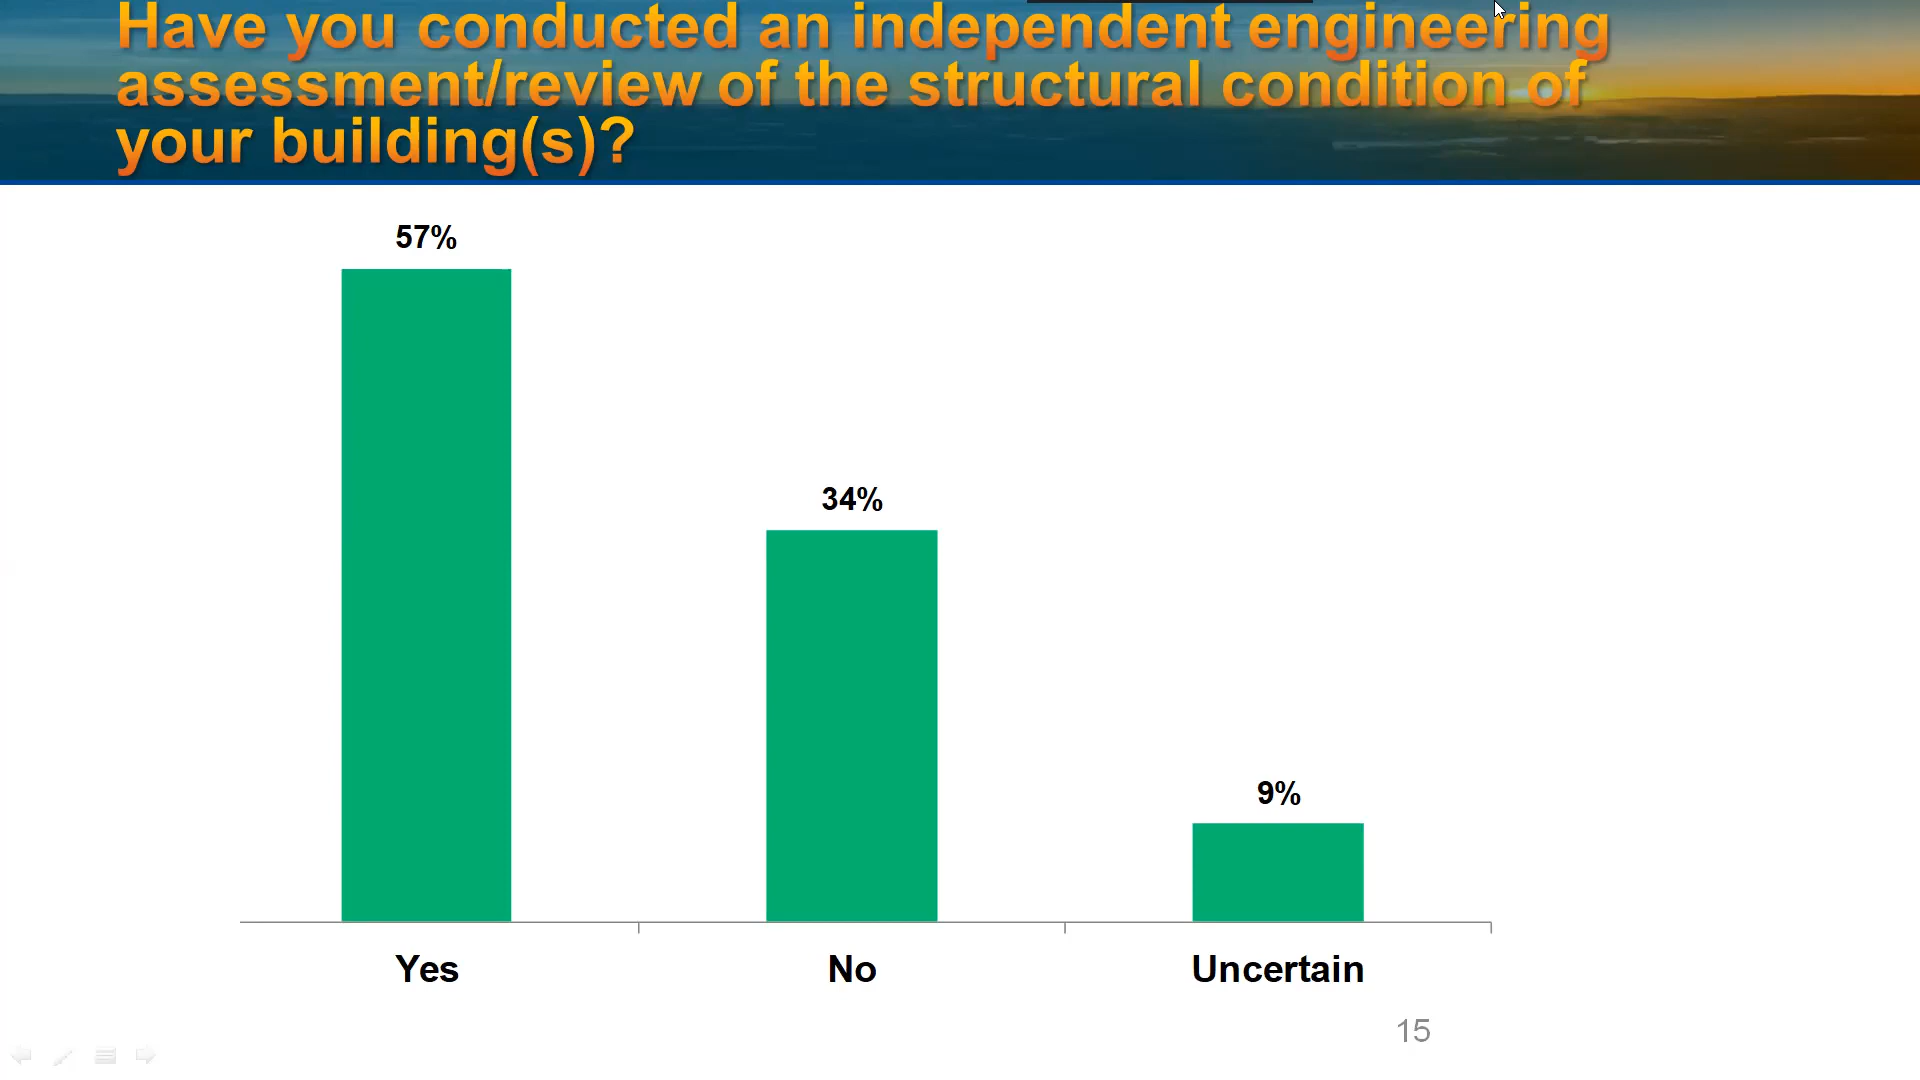 Have you conducted an independent engineering
assessment/review of the structural condition of
your building(s)?
57%
34%
9%
Yes
No
Uncertain
15